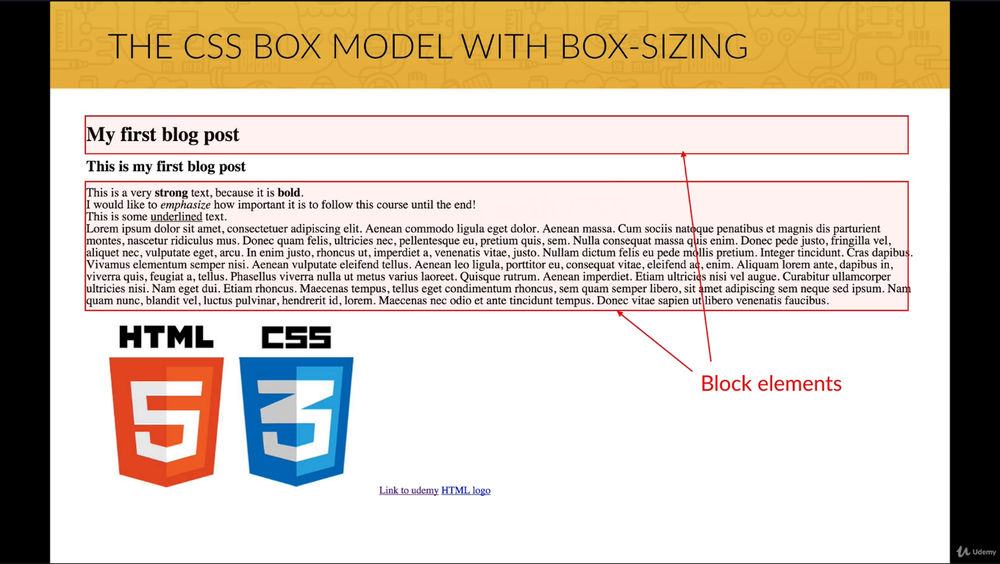 THE CSS BOX MODEL WITH BOX-SIZING
My first blog post
This is my first blog post
This is a very strong text, because it is bold.
I would like to emphasize how important it is to follow this course until the end!
This is some underlined text.
Lorem ipsum dolor sit amet, consectetuer adipiscing elit. Aenean commodo ligula eget dolor. Aenean massa. Cum sociis natoque penatibus et magnis dis parturient
montes, nascetur ridiculus mus. Donec quam felis, ultricies nec, pellentesque eu, pretium quis, sem. Nulla consequat massa quis enim. Donec pede justo, fringilla vel,
aliquet nec, vulputate eget, arcu. In enim justo, rhoncus ut, imperdiet a, venenatis vitae, justo. Nullam dictum felis eu pede mollis pretium. Integer tincidunt. Cras dapibus.
Vivamus elementum semper nisi. Aenean vulputate eleifend tellus. Aenean leo ligula, porttitor eu, consequat vitae, eleifend ac, enim. Aliquam lorem ante, dapibus in,
viverra quis, feugiat a, tellus. Phasellus viverra nulla ut metus varius laoreet. Quisque rutrum. Aenean imperdiet. Etiam ultricies nisi vel augue. Curabitur ullamcorper
ultricies nisi. Nam eget dui. Etiam rhoncus. Maecenas tempus, tellus eget condimentum rhoncus, sem quam semper libero, sit amet adipiscing sem neque sed ipsum. Nam
quam nunc, blandit vel, luctus pulvinar, hendrerit id, lorem. Maecenas nec odio et ante tincidunt tempus. Donec vitae sapien ut libero venenatis faucibus.
HTML CSS
5 3
Block elements
Link to udemy HTML logo
Udemy